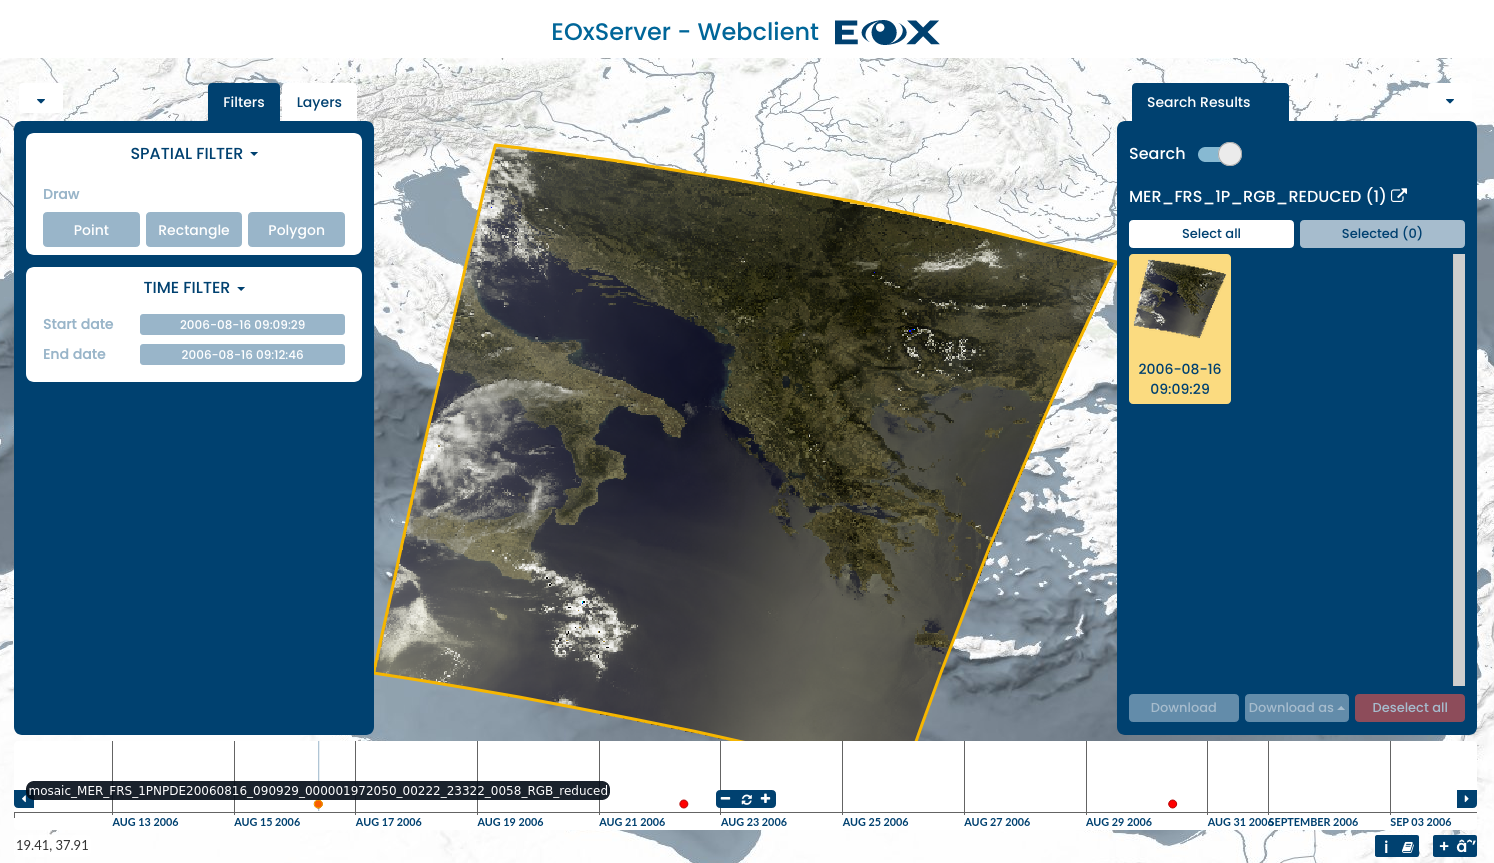 EOxServer - Webclient EOX
Filters
Layers
Search Results
SPATIAL FILTER
Draw
Point
Rectangle
Polygon
TIME FILTER
Start date
2006-08-16 09:09:29
End date
2006-08-16 09:12:46
Search
MER_FRS_1P_RGB_REDUCED (1)
Select all
Selected (0)
2006-08-16
09:09:29
Download
Download as
Deselect all
mosaic_MER_FRS_1PNPDE20060816_090929_000001972050_00222_23322_0058_RGB_reduced
AUG 13 2006
AUG 15 2006
AUG 17 2006
AUG 19 2006
AUG 21 2006
AUG 23 2006
AUG 25 2006
AUG 27 2006
AUG 29 2006
AUG 31 2006
SEPTEMBER 2006
SEP 03 2006
19.41, 37.91